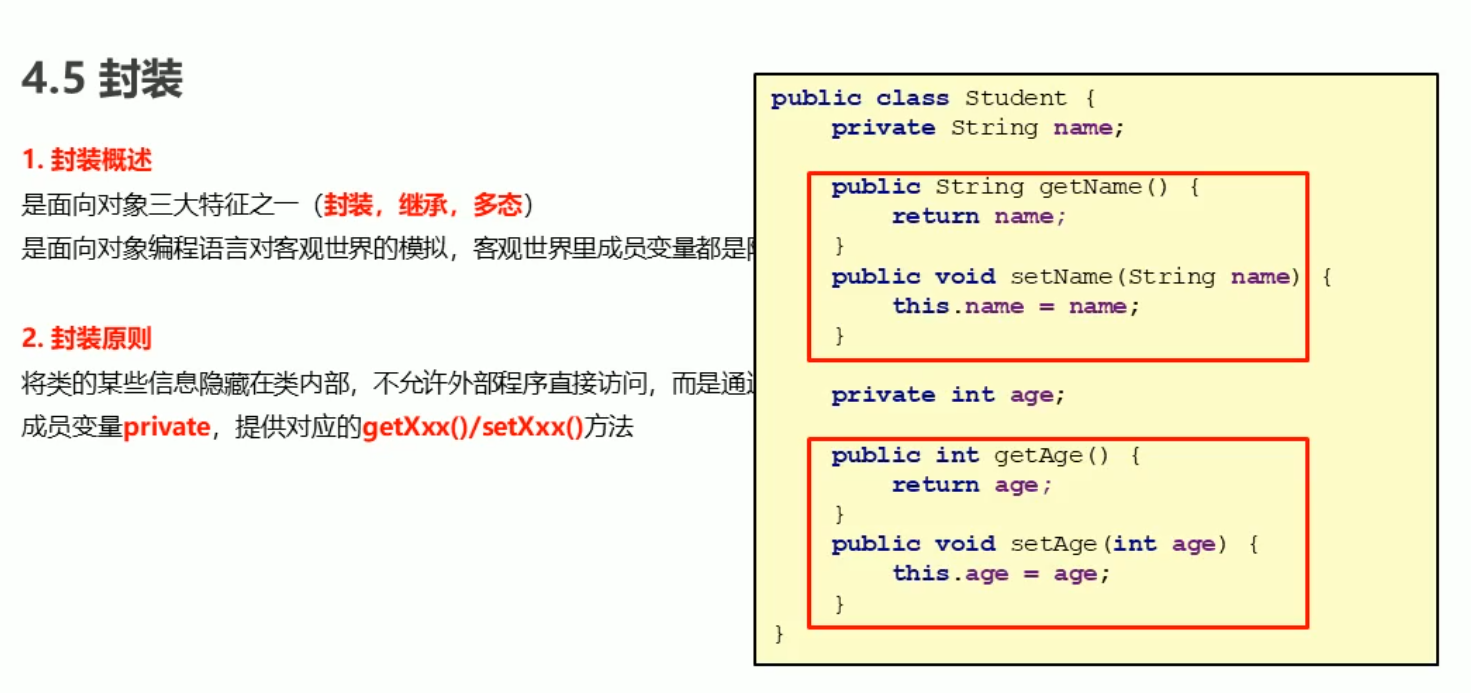 4.5 封装
1. 封装概述
是面向对象三大特征之一（封装，继承，多态）
是面向对象编程语言对客观世界的模拟，客观世界里成员变量都是
2. 封装原则
将类的某些信息隐藏在类内部，不允许外部程序直接访问，而是通
成员变量private，提供对应的getXxx()/setXxx()方法
public class Student {
private String name;
public String getName() {
return name;
}
public void setName(String name) {
this.name = name;
}
private int age;
public int getAge() {
return age;
}
public void setAge(int age) {
this.age = age;
}
}